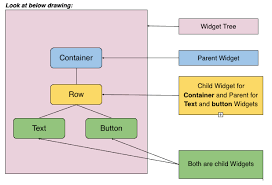 Look at below drawing:
Widget Tree
Container
Parent Widget
Row
Child Widget for
Container and Parent for
Text and button Widgets
Text
Button
Both are child Widgets